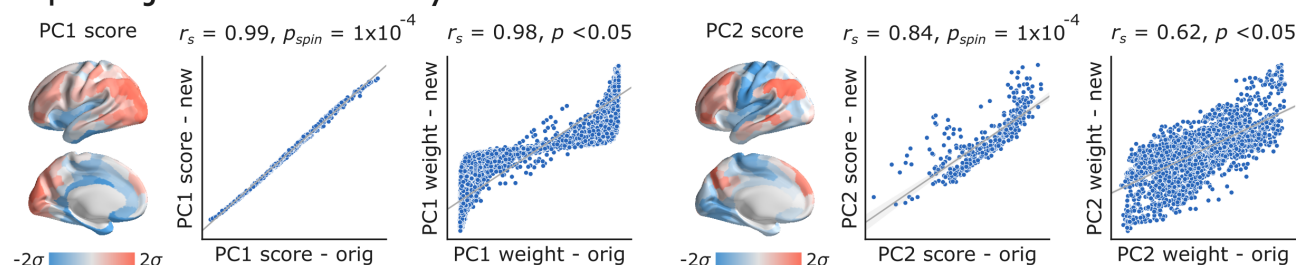 PC1 score
r_s = 0.99, p_spin = 1x10^-4
r_s = 0.98, p <0.05
PC2 score
r_s = 0.84, p_spin = 1x10^-4
r_s = 0.62, p <0.05
PC1 score - new
PC1 weight - new
PC2 score - new
PC2 weight - new
-2σ
2σ
PC1 score - orig
PC1 weight - orig
-2σ
2σ
PC2 score - orig
PC2 weight - orig